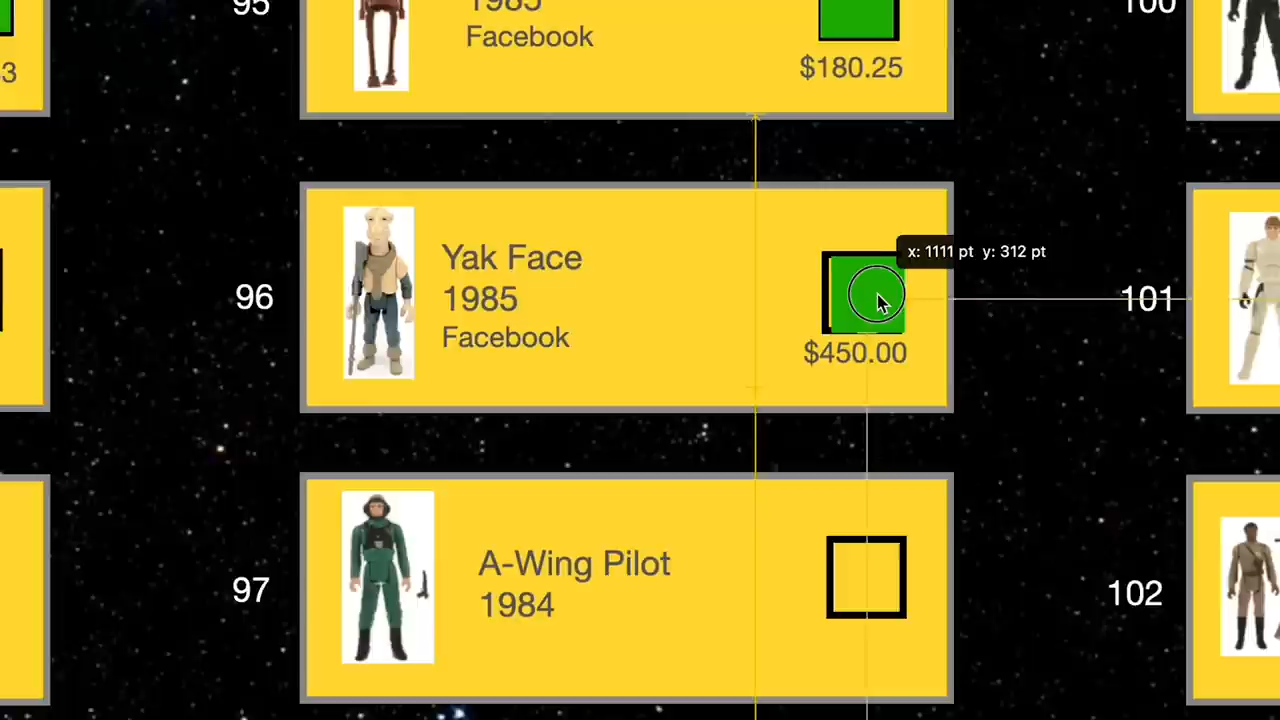 95
1985
Facebook
$180.25
100
3
96
Yak Face
1985
Facebook
$450.00
x: 1111 pt y: 312 pt
101
97
A-Wing Pilot
1984
102